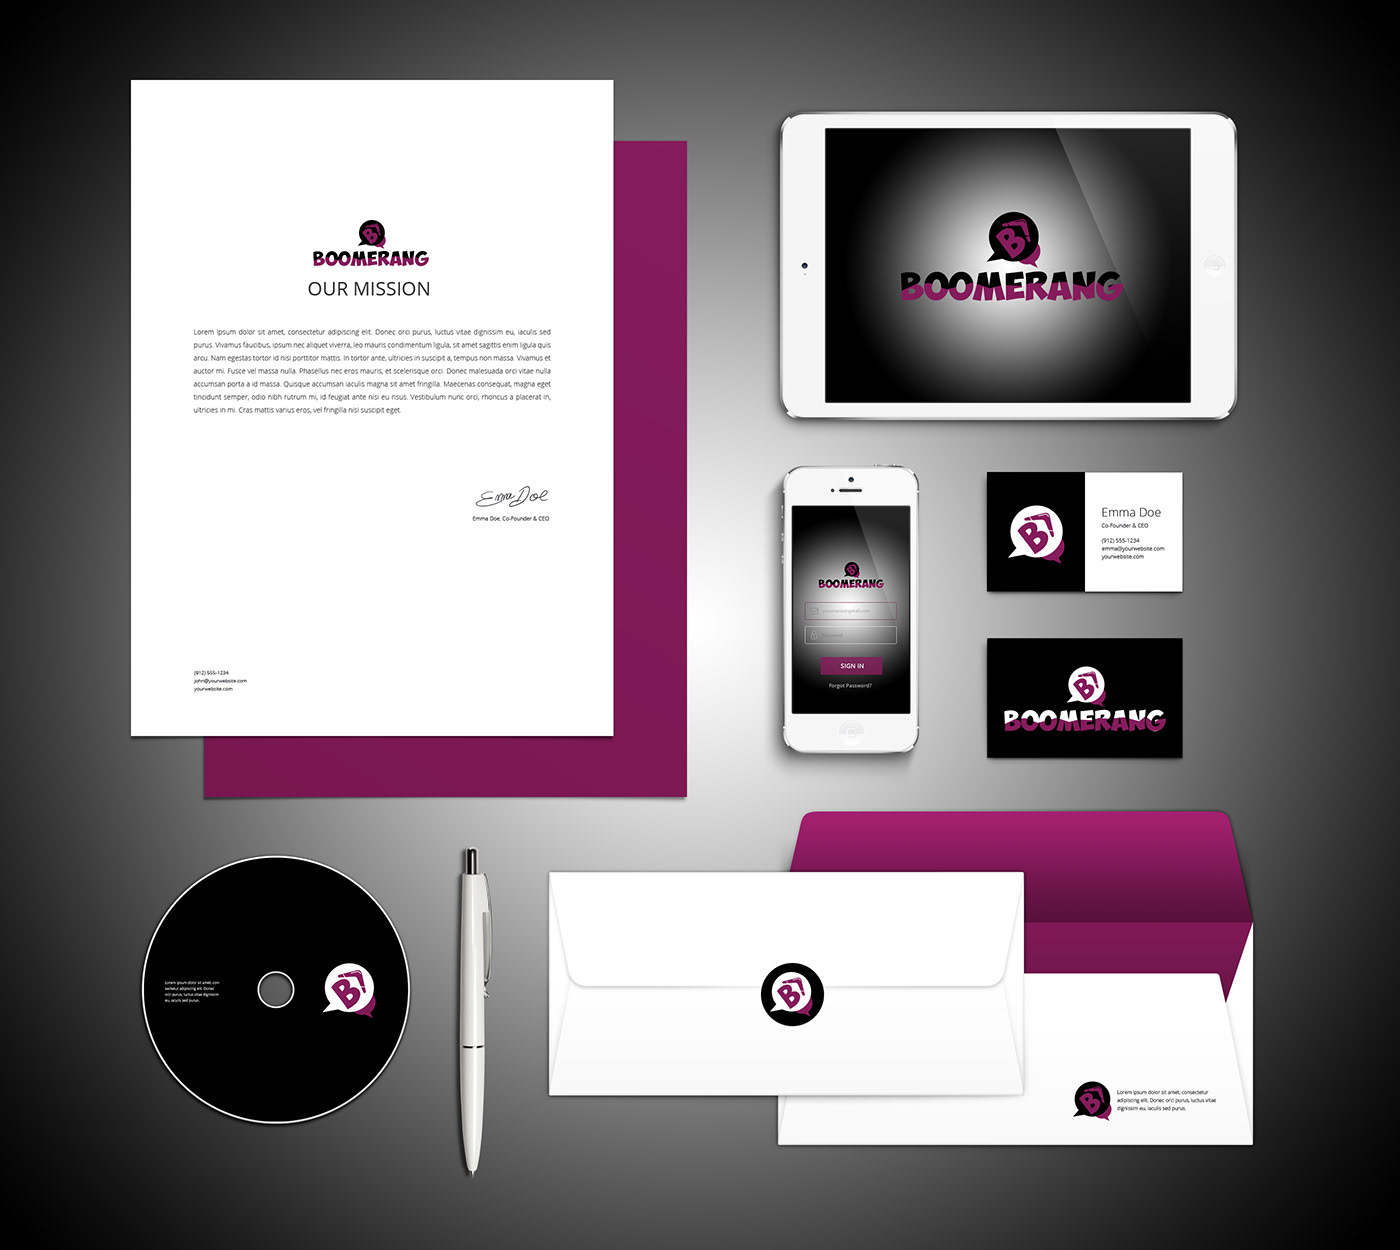 BOOMERANG
OUR MISSION
Lorem ipsum dolor sit amet, consectetur adipiscing elit. Donec orci purus, luctus vitae dignissim eu, iaculis sed
purus. Vivamus faucibus, ipsum nec aliquet viverra, leo mauris condimentum ligula, sit amet sagittis enim ligula quis
arcu. Nam egestas tortor id nisi porttitor mattis. In tortor ante, ultricies in suscipit a, tempus non massa. Vivamus et
auctor mi. Fusce vel massa nulla. Phasellus nec eros mauris, et scelerisque orci. Donec malesuada orci vel nulla
accumsan porta a id massa. Quisque accumsan iaculis magna sit amet fringilla. Maecenas consequat, magna eget
tincidunt semper, odio nibh rutrum mi, id feugiat ante nisi eu risus. Vestibulum nunc orci, rhoncus a placerat in,
ultricies in mi. Cras mattis varius eros, vel fringilla nisi suscipit eget.
Emma Doe
Emma Doe, Co-Founder & CEO
(912) 555-1234
john@yourwebsite.com
yourwebsite.com
B
BOOMERANG
BOOMERANG
SIGN IN
Forgot Password?
B
Emma Doe
Co-Founder & CEO
(912) 555-1234
emma@yourwebsite.com
yourwebsite.com
B
BOOMERANG
Lorem ipsum dolor sit amet, con-
sectetur adipiscing elit. Donec
orci purus, luctus vitae dignissim
eu, iaculis sed purus.
B
B
B
Lorem ipsum dolor sit amet, consectetur
adipiscing elit. Donec orci purus, luctus vitae
dignissim eu, iaculis sed purus.